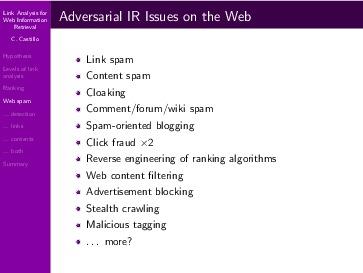 Link Analysis for
Web Information
Retrieval
C. Castillo
Hypothesis
Levels of link
analysis
Ranking
Web spam
... detection
... links
... contents
... both
Summary
Adversarial IR Issues on the Web
Link spam
Content spam
Cloaking
Comment/forum/wiki spam
Spam-oriented blogging
Click fraud ×2
Reverse engineering of ranking algorithms
Web content filtering
Advertisement blocking
Stealth crawling
Malicious tagging
... more?